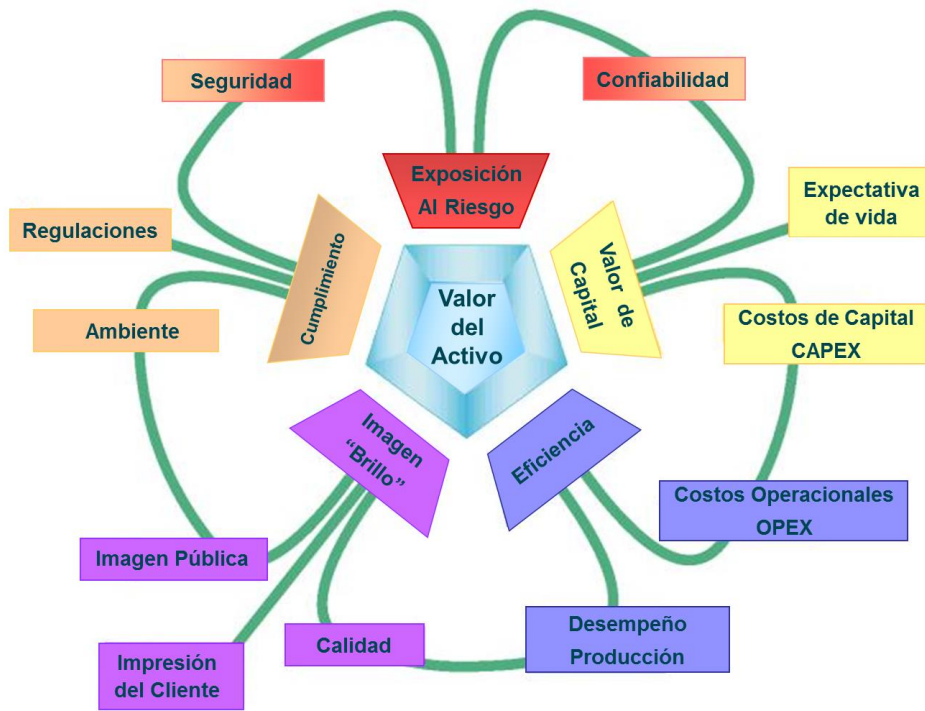 Seguridad
Confiabilidad
Exposición
Al Riesgo
Expectativa
de vida
Regulaciones
Cumplimiento
Valor de
Capital
Valor
del
Activo
Ambiente
Costos de Capital
CAPEX
Imagen
“Brillo”
Eficiencia
Costos Operacionales
OPEX
Imagen Pública
Impresión
del Cliente
Calidad
Desempeño
Producción